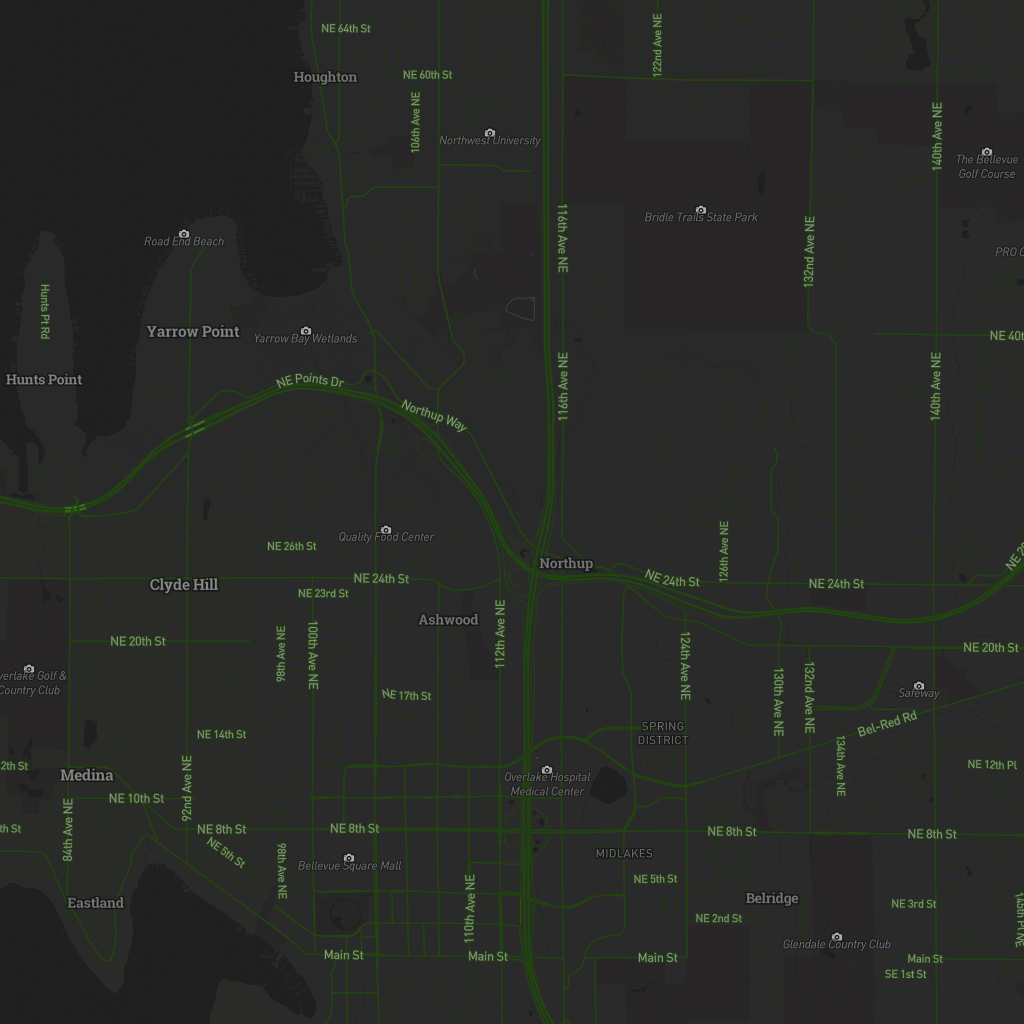 NE 64th St
122nd Ave NE
Houghton
NE 60th St
106th Ave NE
Northwest University
140th Ave NE
The Bellevue
Golf Course
Road End Beach
116th Ave NE
Bridle Trails State Park
132nd Ave NE
PRO C
Hunts Pt Rd
Yarrow Point
Yarrow Bay Wetlands
NE 40t
Hunts Point
NE Points Dr
Northup Way
116th Ave NE
140th Ave NE
Quality Food Center
NE 26th St
126th Ave NE
Northup
NE 2
Clyde Hill
NE 24th St
NE 24th St
NE 24th St
NE 23rd St
Ashwood
112th Ave NE
NE 20th St
98th Ave NE
100th Ave NE
124th Ave NE
NE 20th St
verlake Golf &
Country Club
NE 17th St
130th Ave NE
132nd Ave NE
Safeway
NE 14th St
SPRING
DISTRICT
Bel-Red Rd
2th St
Medina
92nd Ave NE
Overlake Hospital
Medical Center
134th Ave NE
NE 12th Pl
NE 10th St
84th Ave NE
th St
NE 8th St
NE 8th St
NE 8th St
NE 8th St
NE 5th St
98th Ave NE
Bellevue Square Mall
MIDLAKES
NE 5th St
Eastland
110th Ave NE
Belridge
NE 3rd St
NE 2nd St
145th Pl NE
Glendale Country Club
Main St
Main St
Main St
Main St
SE 1st St